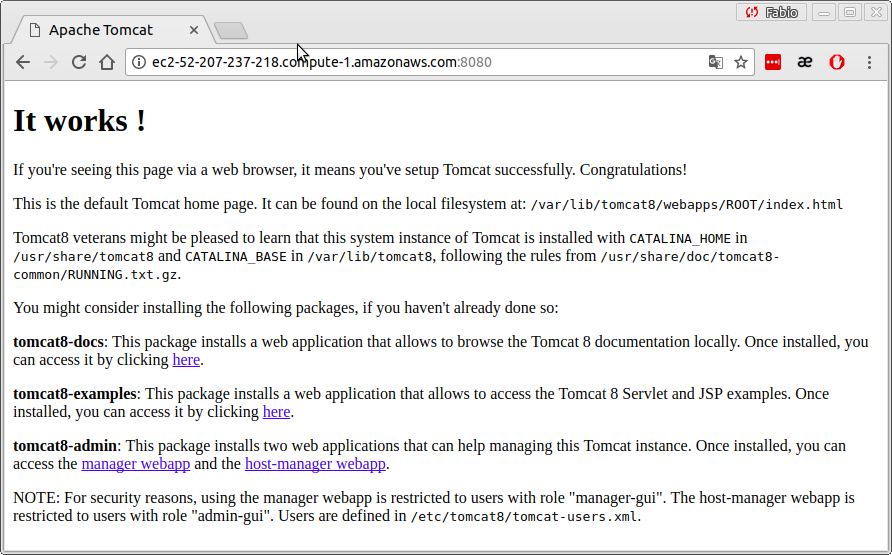 Fabio
Apache Tomcat
ec2-52-207-237-218.compute-1.amazonaws.com:8080
It works !
If you're seeing this page via a web browser, it means you've setup Tomcat successfully. Congratulations!
This is the default Tomcat home page. It can be found on the local filesystem at: /var/lib/tomcat8/webapps/ROOT/index.html
Tomcat8 veterans might be pleased to learn that this system instance of Tomcat is installed with CATALINA_HOME in
/usr/share/tomcat8 and CATALINA_BASE in /var/lib/tomcat8, following the rules from /usr/share/doc/tomcat8-
common/RUNNING.txt.gz.
You might consider installing the following packages, if you haven't already done so:
tomcat8-docs: This package installs a web application that allows to browse the Tomcat 8 documentation locally. Once installed, you
can access it by clicking here.
tomcat8-examples: This package installs a web application that allows to access the Tomcat 8 Servlet and JSP examples. Once
installed, you can access it by clicking here.
tomcat8-admin: This package installs two web applications that can help managing this Tomcat instance. Once installed, you can
access the manager webapp and the host-manager webapp.
NOTE: For security reasons, using the manager webapp is restricted to users with role "manager-gui". The host-manager webapp is
restricted to users with role "admin-gui". Users are defined in /etc/tomcat8/tomcat-users.xml.